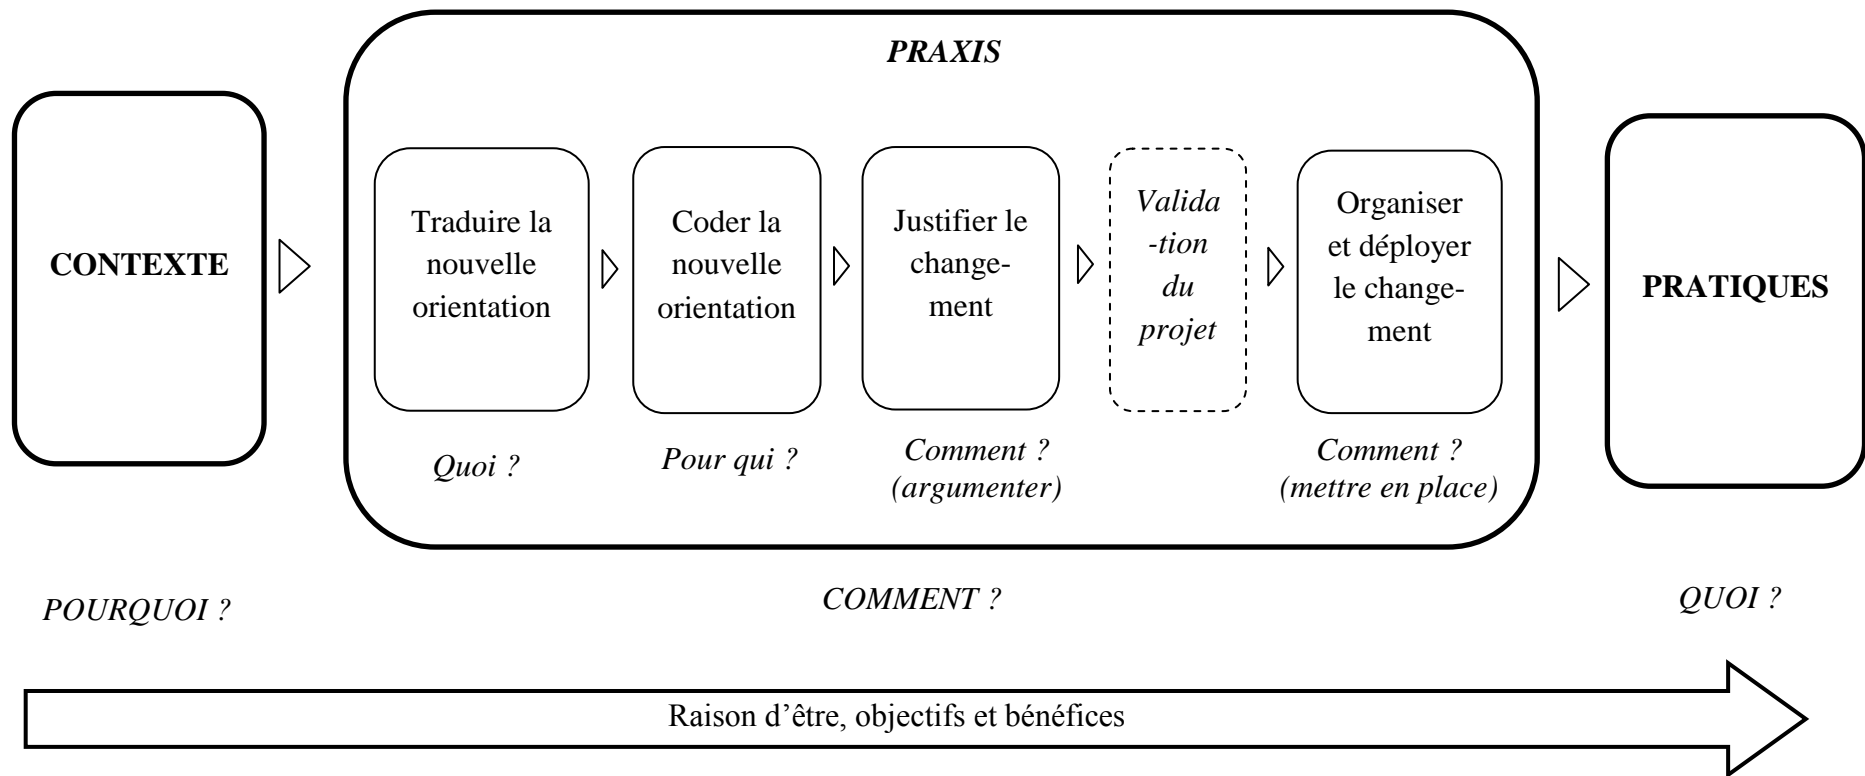 PRAXIS
CONTEXTE
Traduire la
nouvelle
orientation
Quoi ?
Coder la
nouvelle
orientation
Pour qui ?
Justifier le
change-
ment
Comment ?
(argumenter)
Valida
-tion
du
projet
Organiser
et déployer
le change-
ment
Comment ?
(mettre en place)
PRATIQUES
POURQUOI ?
COMMENT ?
QUOI ?
Raison d’être, objectifs et bénéfices